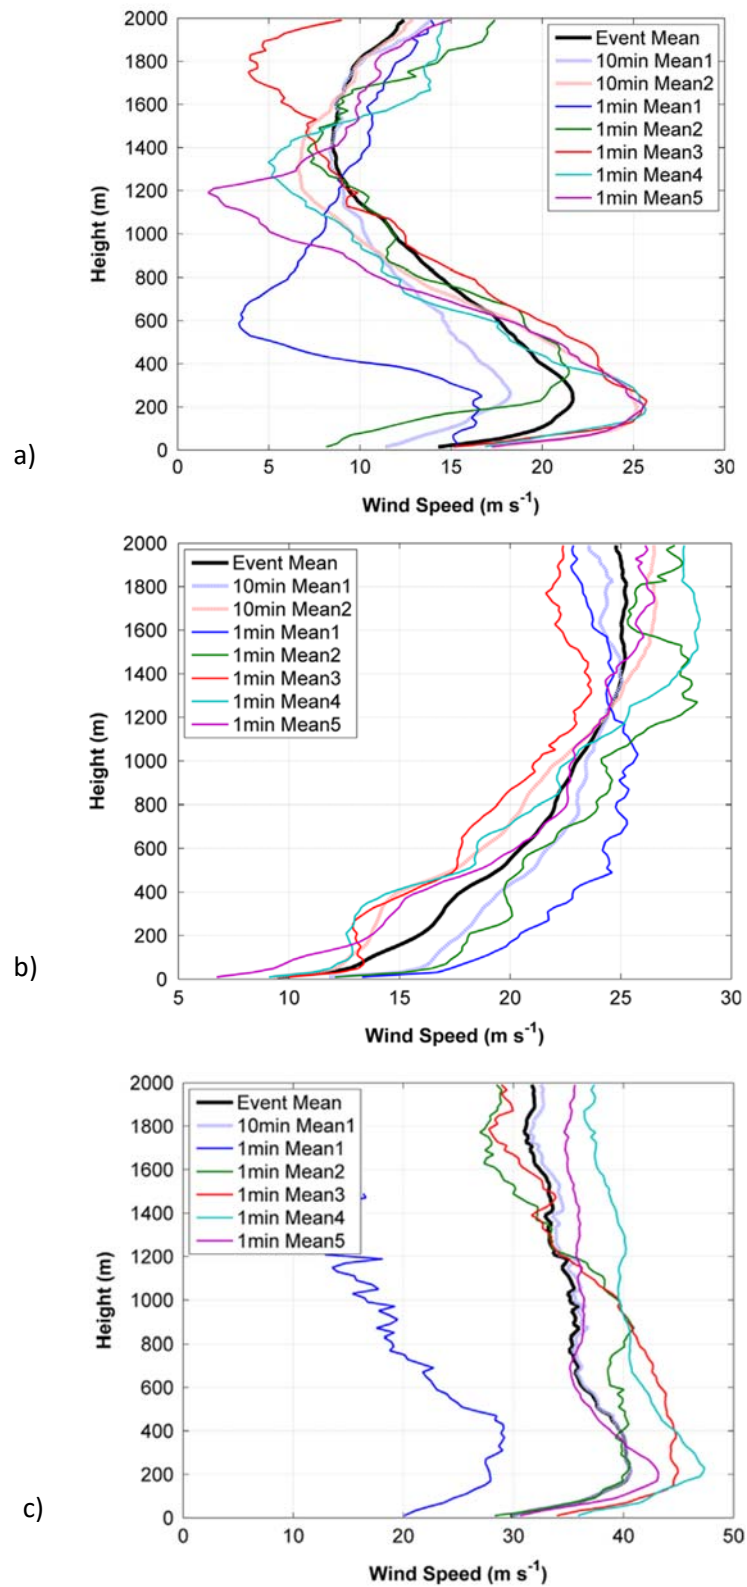 2000
1800
1600
1400
1200
1000
800
600
400
200
0
Height (m)
Event Mean
10min Mean1
10min Mean2
1min Mean1
1min Mean2
1min Mean3
1min Mean4
1min Mean5
0 5 10 15 20 25 30
Wind Speed (m s⁻¹)
a)
2000
1800
1600
1400
1200
1000
800
600
400
200
0
Height (m)
Event Mean
10min Mean1
10min Mean2
1min Mean1
1min Mean2
1min Mean3
1min Mean4
1min Mean5
5 10 15 20 25 30
Wind Speed (m s⁻¹)
b)
2000
1800
1600
1400
1200
1000
800
600
400
200
0
Height (m)
Event Mean
10min Mean1
1min Mean1
1min Mean2
1min Mean3
1min Mean4
1min Mean5
0 10 20 30 40 50
Wind Speed (m s⁻¹)
c)